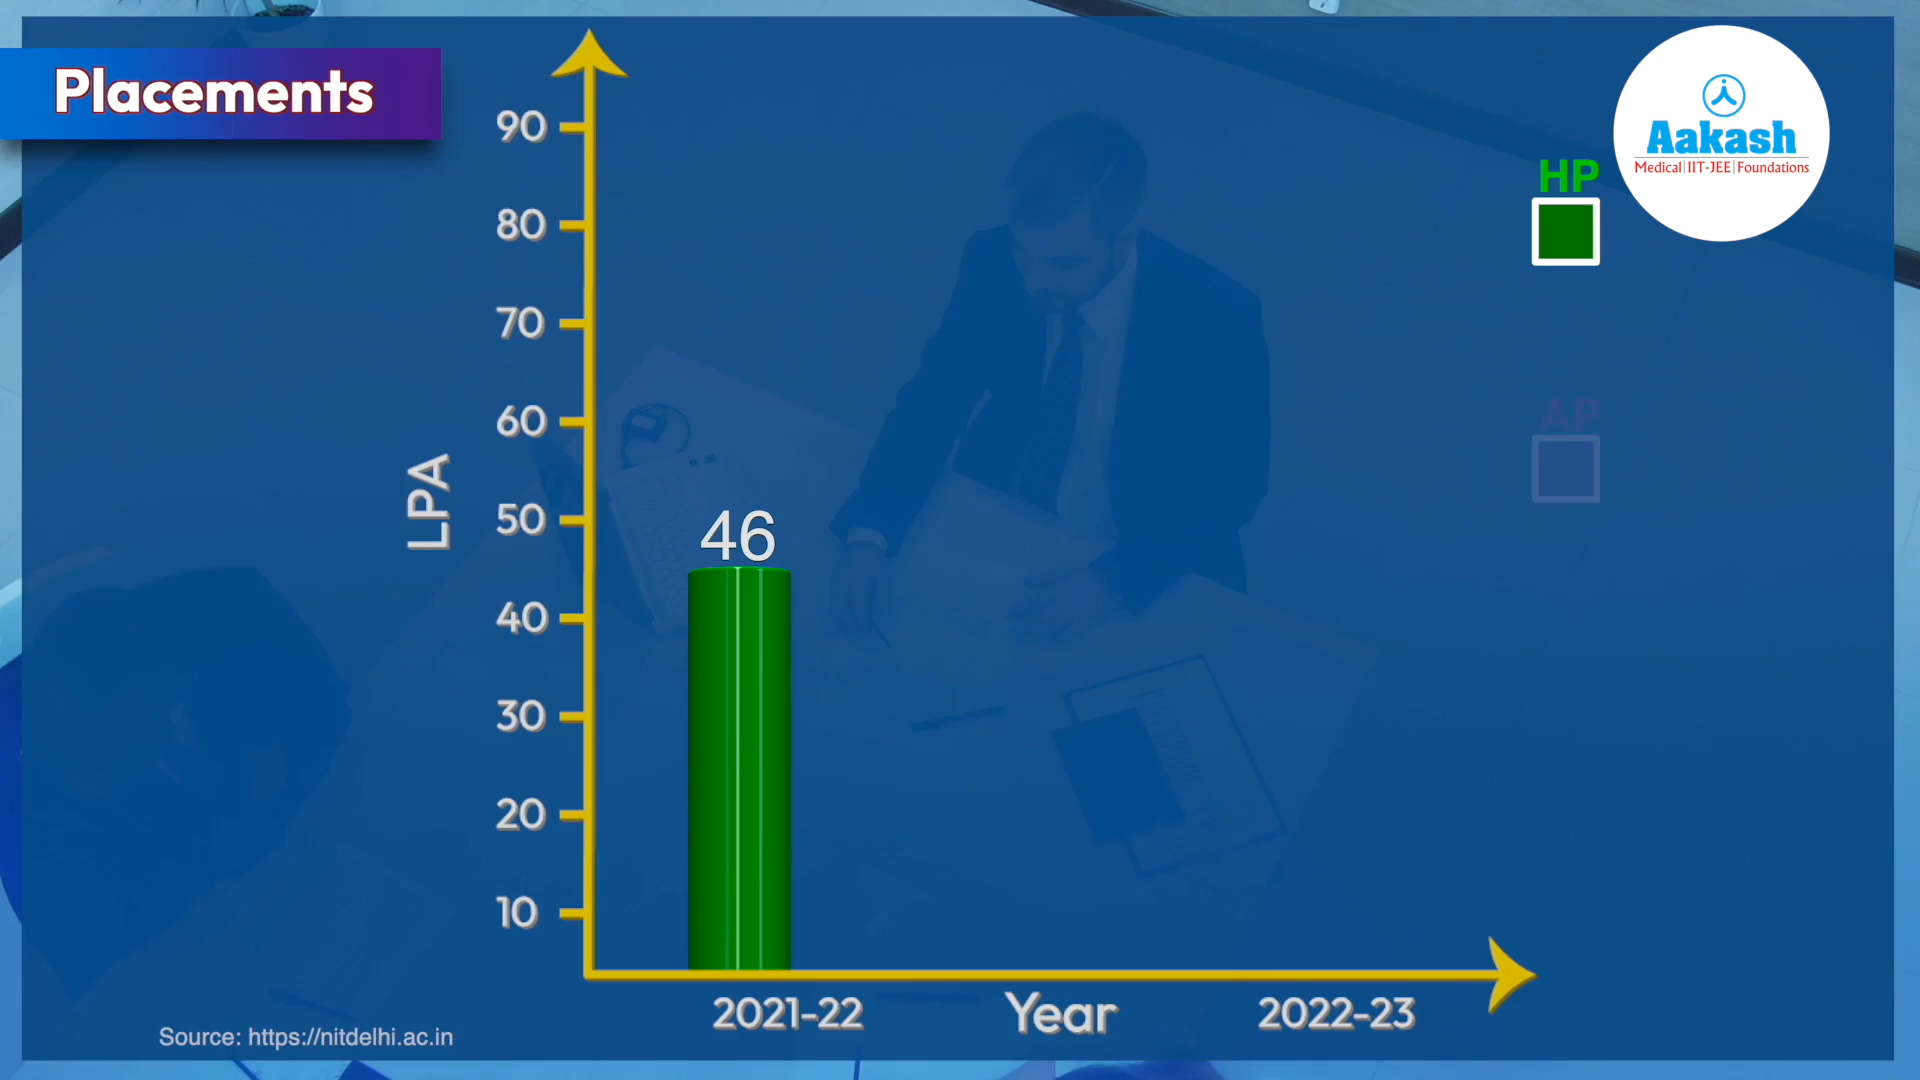 Placements
Aakash
Medical|IIT-JEE|Foundations
HP
AP
90
80
70
60
50
40
30
20
10
LPA
46
2021-22
Year
2022-23
Source: https://nitdelhi.ac.in